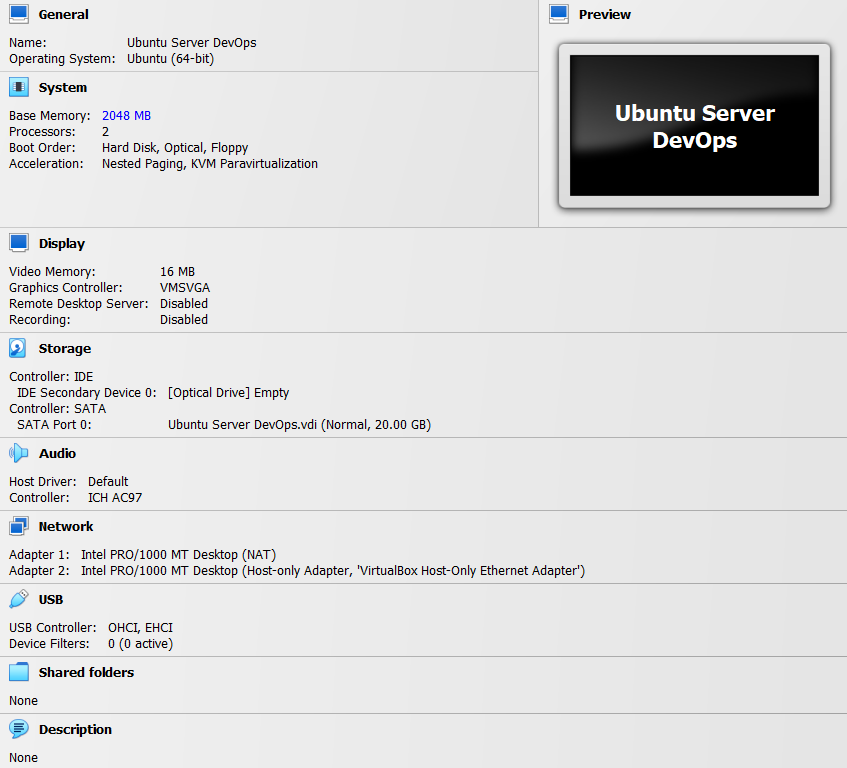 General
Name: Ubuntu Server DevOps
Operating System: Ubuntu (64-bit)
System
Base Memory: 2048 MB
Processors: 2
Boot Order: Hard Disk, Optical, Floppy
Acceleration: Nested Paging, KVM Paravirtualization
Preview
Ubuntu Server
DevOps
Display
Video Memory: 16 MB
Graphics Controller: VMSVGA
Remote Desktop Server: Disabled
Recording: Disabled
Storage
Controller: IDE
IDE Secondary Device 0: [Optical Drive] Empty
Controller: SATA
SATA Port 0: Ubuntu Server DevOps.vdi (Normal, 20.00 GB)
Audio
Host Driver: Default
Controller: ICH AC97
Network
Adapter 1: Intel PRO/1000 MT Desktop (NAT)
Adapter 2: Intel PRO/1000 MT Desktop (Host-only Adapter, 'VirtualBox Host-Only Ethernet Adapter')
USB
USB Controller: OHCI, EHCI
Device Filters: 0 (0 active)
Shared folders
None
Description
None